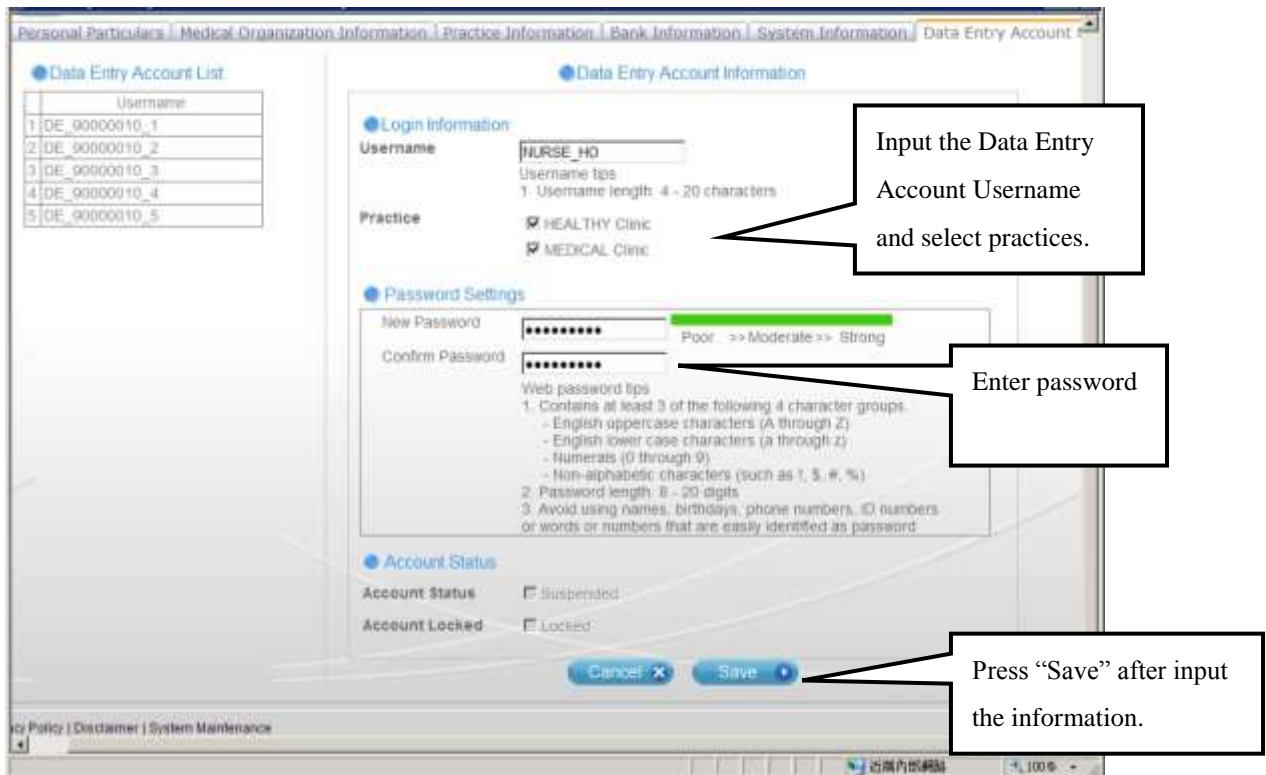 Personal Particulars | Medical Organization Information | Practice Information | Bank Information | System Information | Data Entry Account
Data Entry Account List
Username
1 DE_90000010_1
2 DE_90000010_2
3 DE_90000010_3
4 DE_90000010_4
5 DE_90000010_5
Data Entry Account Information
Login Information
Username NURSE_HO
Username tips
1. Username length: 4 - 20 characters
Practice HEALTHY Clinic
MEDICAL Clinic
Input the Data Entry
Account Username
and select practices.
Password Settings
New Password •••••••••
Poor >> Moderate >> Strong
Confirm Password •••••••••
Enter password
Web password tips
1. Contains at least 3 of the following 4 character groups.
- English uppercase characters (A through Z)
- English lower case characters (a through z)
- Numerals (0 through 9)
- Non-alphabetic characters (such as !, $, #, %)
2. Password length: 8 - 20 digits
3. Avoid using names, birthdays, phone numbers, ID numbers
or words or numbers that are easily identified as password
Account Status
Account Status Suspended
Account Locked Locked
Cancel Save
Press “Save” after input
the information.
cy Policy | Disclaimer | System Maintenance
近端內部網路 100%